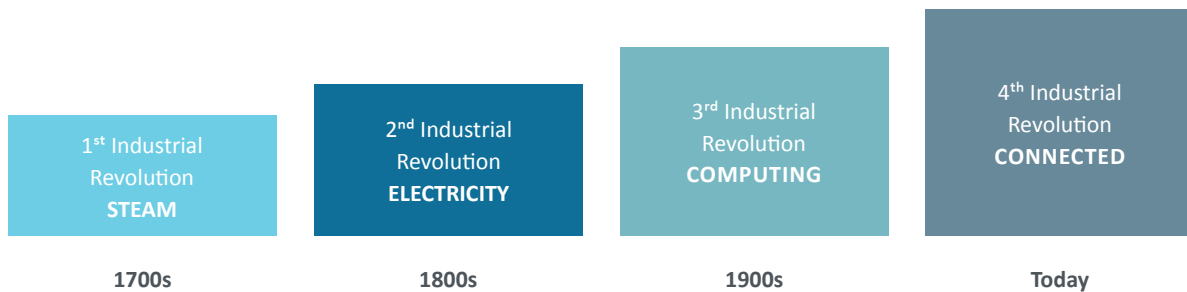 1st Industrial
Revolution
STEAM
2nd Industrial
Revolution
ELECTRICITY
3rd Industrial
Revolution
COMPUTING
4th Industrial
Revolution
CONNECTED
1700s
1800s
1900s
Today